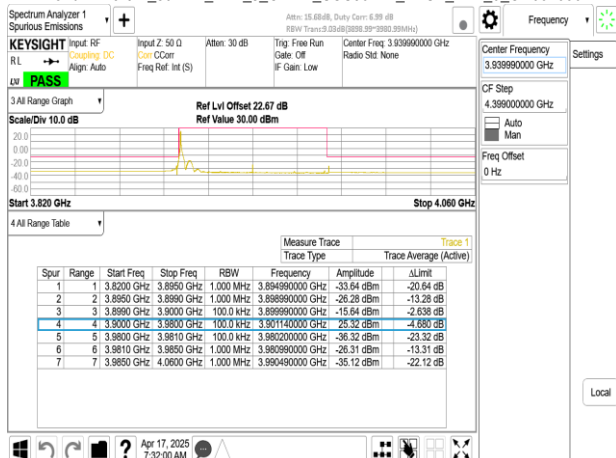 Spectrum Analyzer 1
Spurious Emissions
Attn: 15.68dB, Duty Corr: 6.99 dB
RBW Trans:9.03dB(3898.99~3980.99MHz)
Frequency
KEYSIGHT Input: RF
Input Z: 50 Ω
Atten: 30 dB
Trig: Free Run
Center Freq: 3.939990000 GHz
RL
Coupling: DC
Corr CCorr
Gate: Off
Radio Std: None
Align: Auto
Freq Ref: Int (S)
IF Gain: Low
LXI PASS
Center Frequency
3.939990000 GHz
Settings
CF Step
4.399000000 GHz
Auto
Man
Freq Offset
0 Hz
Local
3 All Range Graph
Ref Lvl Offset 22.67 dB
Scale/Div 10.0 dB
Ref Value 30.00 dBm
20.0
0.00
-20.0
-40.0
-60.0
Start 3.820 GHz
Stop 4.060 GHz
4 All Range Table
Measure Trace
Trace 1
Trace Type
Trace Average (Active)
Spur Range Start Freq Stop Freq RBW Frequency Amplitude ΔLimit
1 1 3.8200 GHz 3.8950 GHz 1.000 MHz 3.894990000 GHz -33.64 dBm -20.64 dB
2 2 3.8950 GHz 3.8990 GHz 1.000 MHz 3.898990000 GHz -26.28 dBm -13.28 dB
3 3 3.8990 GHz 3.9000 GHz 100.0 kHz 3.899990000 GHz -15.64 dBm -2.638 dB
4 4 3.9000 GHz 3.9800 GHz 100.0 kHz 3.901140000 GHz 25.32 dBm -4.680 dB
5 5 3.9800 GHz 3.9810 GHz 100.0 kHz 3.980200000 GHz -36.32 dBm -23.32 dB
6 6 3.9810 GHz 3.9850 GHz 1.000 MHz 3.980990000 GHz -26.31 dBm -13.31 dB
7 7 3.9850 GHz 4.0600 GHz 1.000 MHz 3.990490000 GHz -35.12 dBm -22.12 dB
Apr 17, 2025
7:32:00 AM